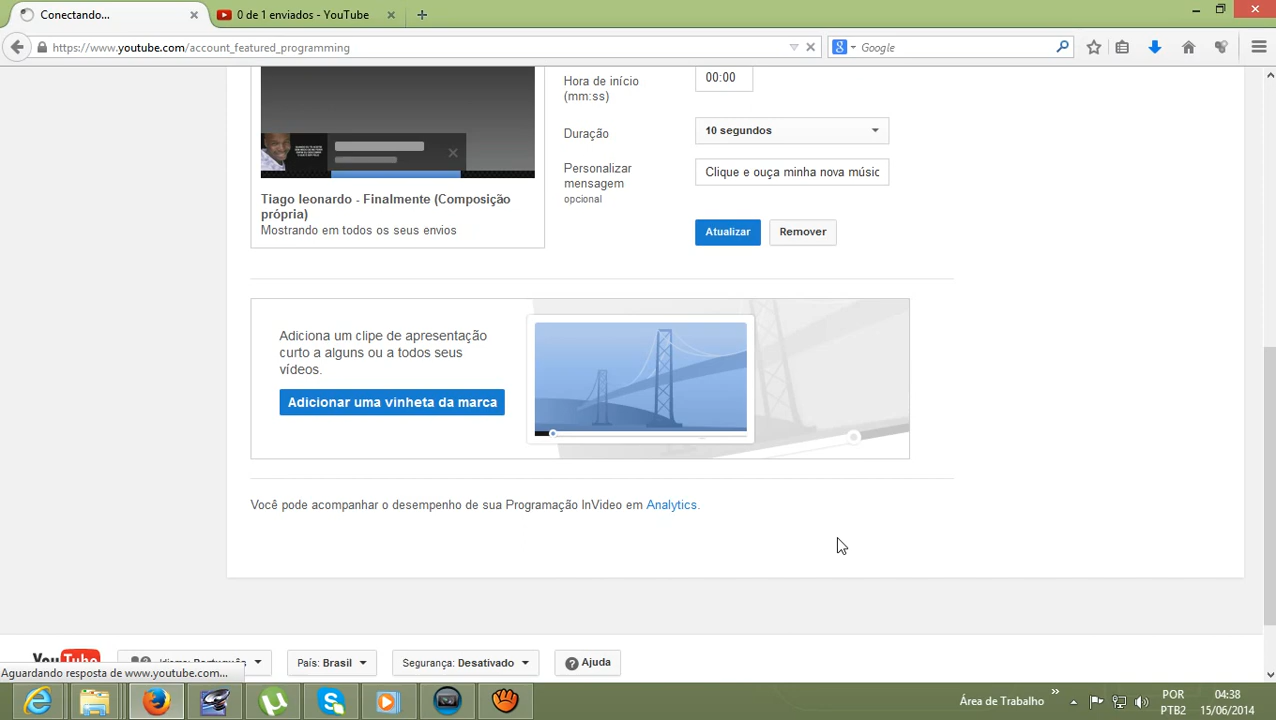 Conectando...
0 de 1 enviados - YouTube
https://www.youtube.com/account_featured_programming
Google
Hora de início
(mm:ss)
00:00
Duração
10 segundos
Personalizar
mensagem
opcional
Clique e ouça minha nova músic
Tiago leonardo - Finalmente (Composição
própria)
Mostrando em todos os seus envios
Atualizar
Remover
Adiciona um clipe de apresentação
curto a alguns ou a todos seus
vídeos.
Adicionar uma vinheta da marca
Você pode acompanhar o desempenho de sua Programação InVideo em Analytics.
YouTube
Idioma: Português
País: Brasil
Segurança: Desativado
Ajuda
Aguardando resposta de www.youtube.com...
Área de Trabalho
POR
PTB2
04:38
15/06/2014